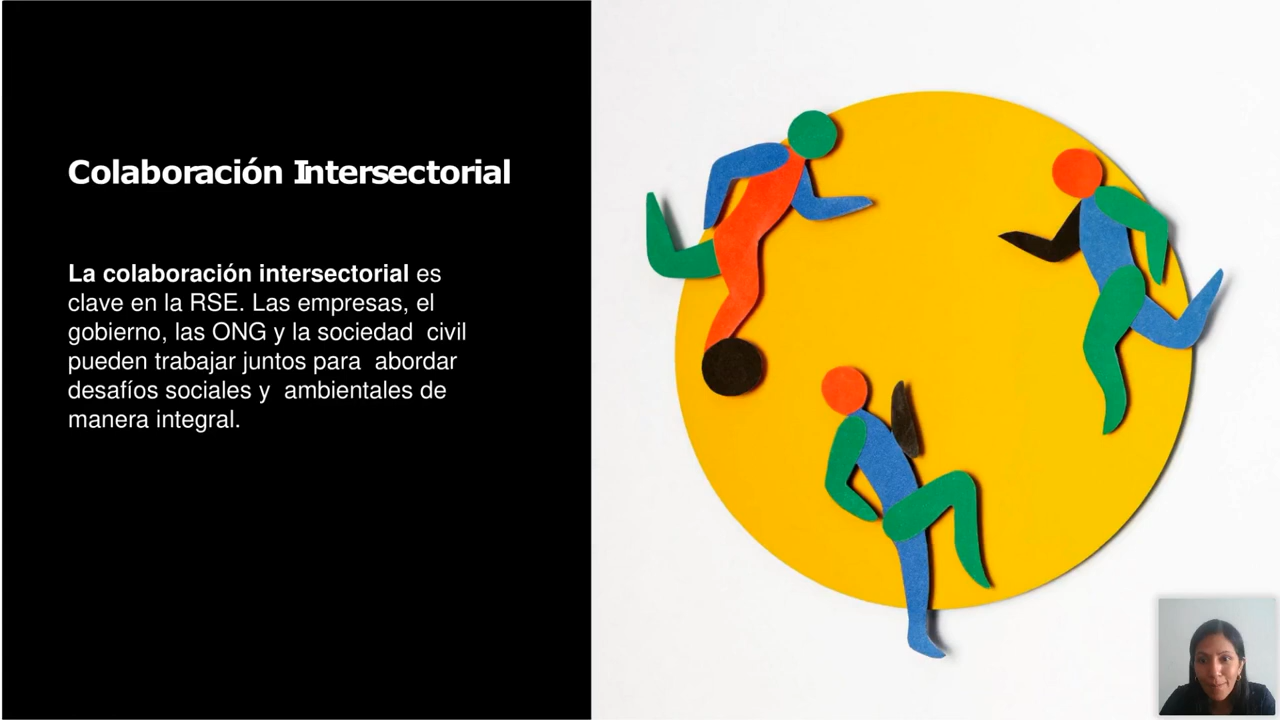 Colaboración Intersectorial
La colaboración intersectorial es
clave en la RSE. Las empresas, el
gobierno, las ONG y la sociedad civil
pueden trabajar juntos para abordar
desafíos sociales y ambientales de
manera integral.